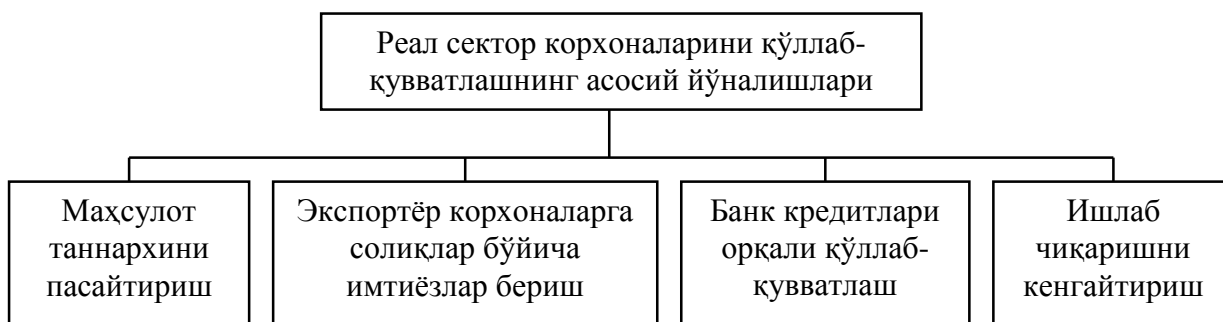 Реал сектор корхоналарини қўллаб-
қувватлашнинг асосий йўналишлари
Маҳсулот
таннархини
пасайтириш
Экспортёр корхоналарга
солиқлар бўйича
имтиёзлар бериш
Банк кредитлари
орқали қўллаб-
қувватлаш
Ишлаб
чиқаришни
кенгайтириш